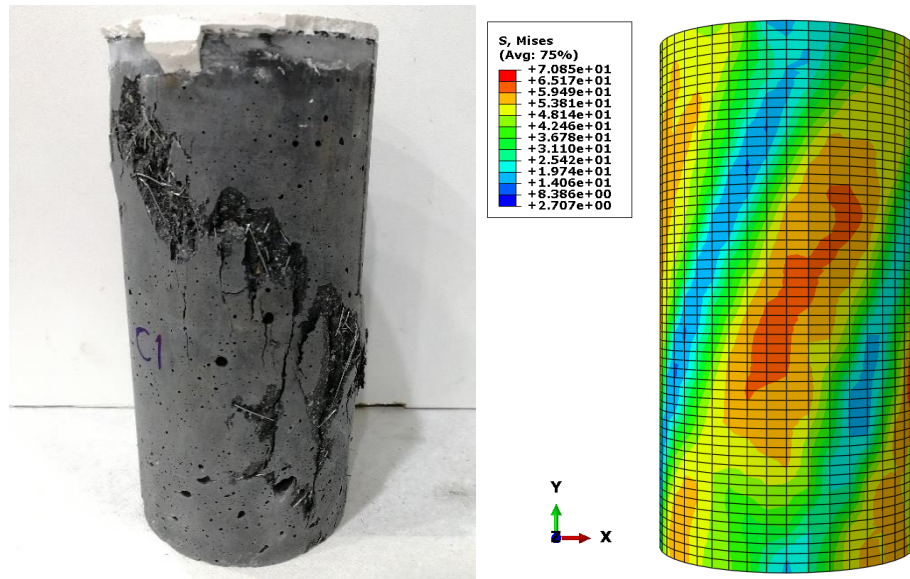 C1
S, Mises
(Avg: 75%)
+7.085e+01
+6.517e+01
+5.949e+01
+5.381e+01
+4.814e+01
+4.246e+01
+3.678e+01
+3.110e+01
+2.542e+01
+1.974e+01
+1.406e+01
+8.386e+00
+2.707e+00
Y
Z
X